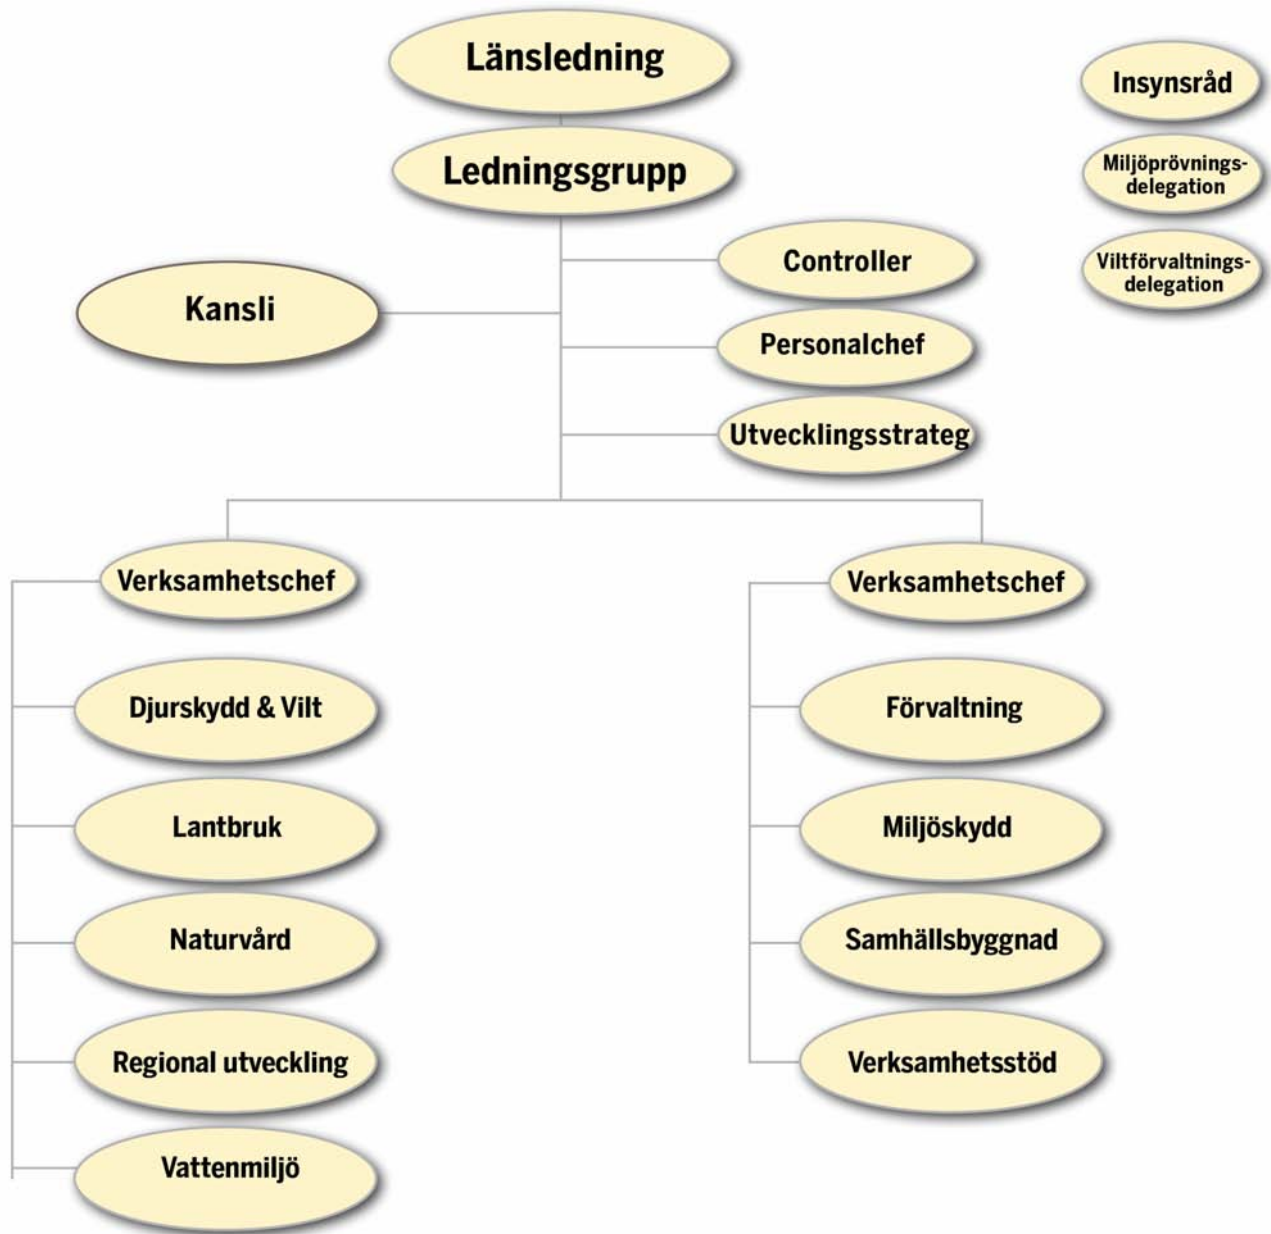 Länsledning
Ledningsgrupp
Insynsråd
Miljöprövnings-
delegation
Viltförvaltnings-
delegation
Controller
Kansli
Personalchef
Utvecklingsstrateg
Verksamhetschef
Djurskydd & Vilt
Lantbruk
Naturvård
Regional utveckling
Vattenmiljö
Verksamhetschef
Förvaltning
Miljöskydd
Samhällsbyggnad
Verksamhetsstöd